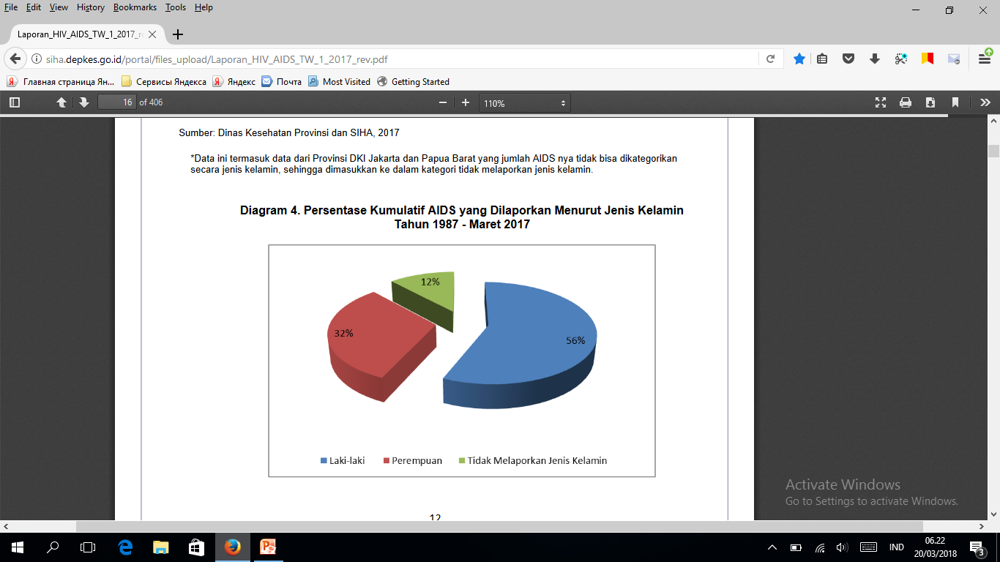 File Edit View History Bookmarks Tools Help
Laporan_HIV_AIDS_TW_1_2017_r
siha.depkes.go.id/portal/files_upload/Laporan_HIV_AIDS_TW_1_2017_rev.pdf
Главная страница Ян... Сервисы Яндекса Яндекс Почта Most Visited Getting Started
16 of 406 110%
Sumber: Dinas Kesehatan Provinsi dan SIHA, 2017
*Data ini termasuk data dari Provinsi DKI Jakarta dan Papua Barat yang jumlah AIDS nya tidak bisa dikategorikan
secara jenis kelamin, sehingga dimasukkan ke dalam kategori tidak melaporkan jenis kelamin.
Diagram 4. Persentase Kumulatif AIDS yang Dilaporkan Menurut Jenis Kelamin
Tahun 1987 - Maret 2017
12%
32%
56%
Laki-laki Perempuan Tidak Melaporkan Jenis Kelamin
12
Activate Windows
Go to Settings to activate Windows.
IND
06.22
20/03/2018
3